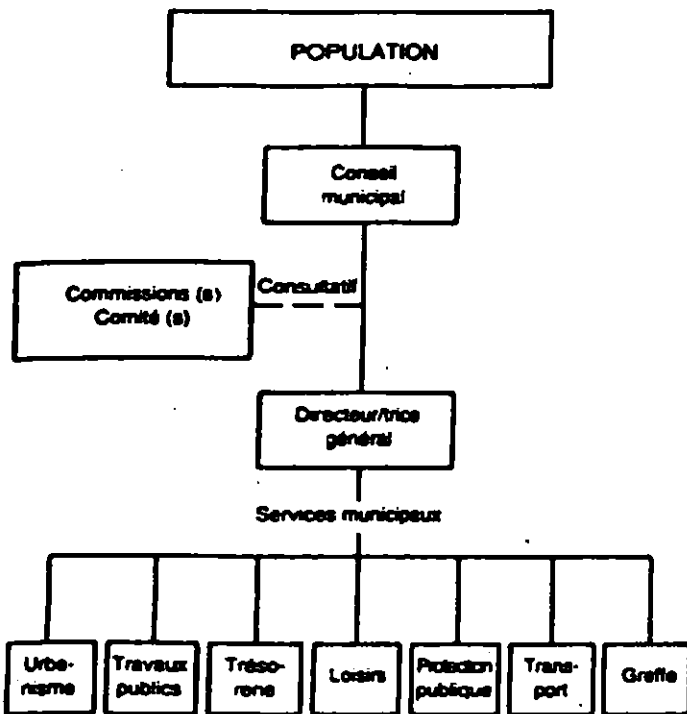 POPULATION
Conseil
municipal
Consultatif
Commissions (s)
Comité (s)
Directeur/trice
général
Services municipaux
Urba-
nisme
Travaux
publics
Tréso-
rerie
Loisirs
Protection
publique
Trans-
port
Greffe